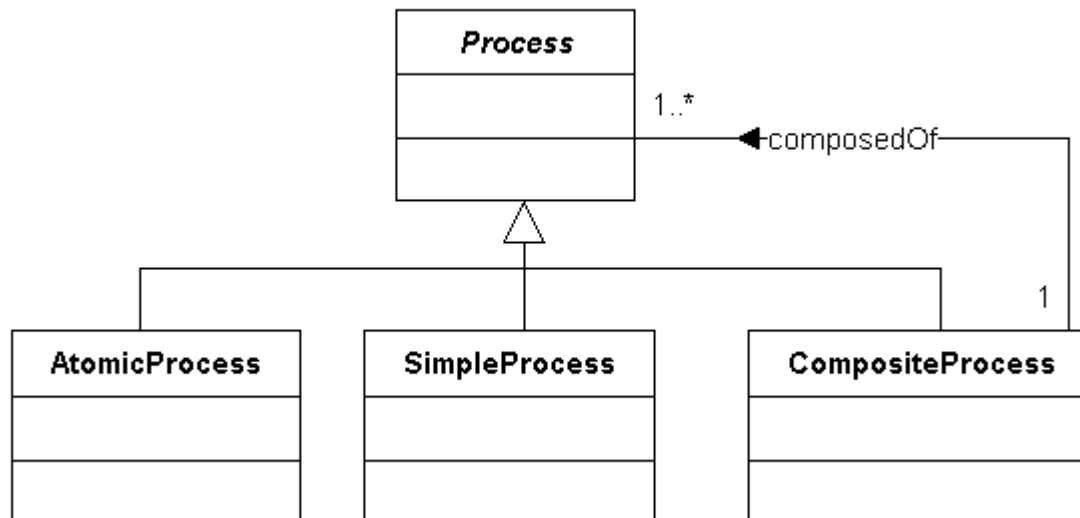 Process
1..*
composedOf
1
AtomicProcess
SimpleProcess
CompositeProcess